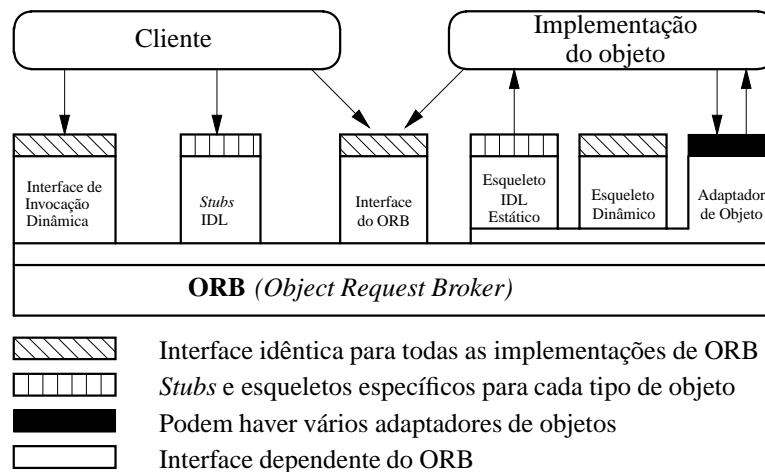 Cliente
Implementação
do objeto
Interface de
Invocação
Dinâmica
Stubs
IDL
Interface
do ORB
Esqueleto
IDL
Estático
Esqueleto
Dinâmico
Adaptador
de Objeto
ORB (Object Request Broker)
Interface idêntica para todas as implementações de ORB
Stubs e esqueletos específicos para cada tipo de objeto
Podem haver vários adaptadores de objetos
Interface dependente do ORB